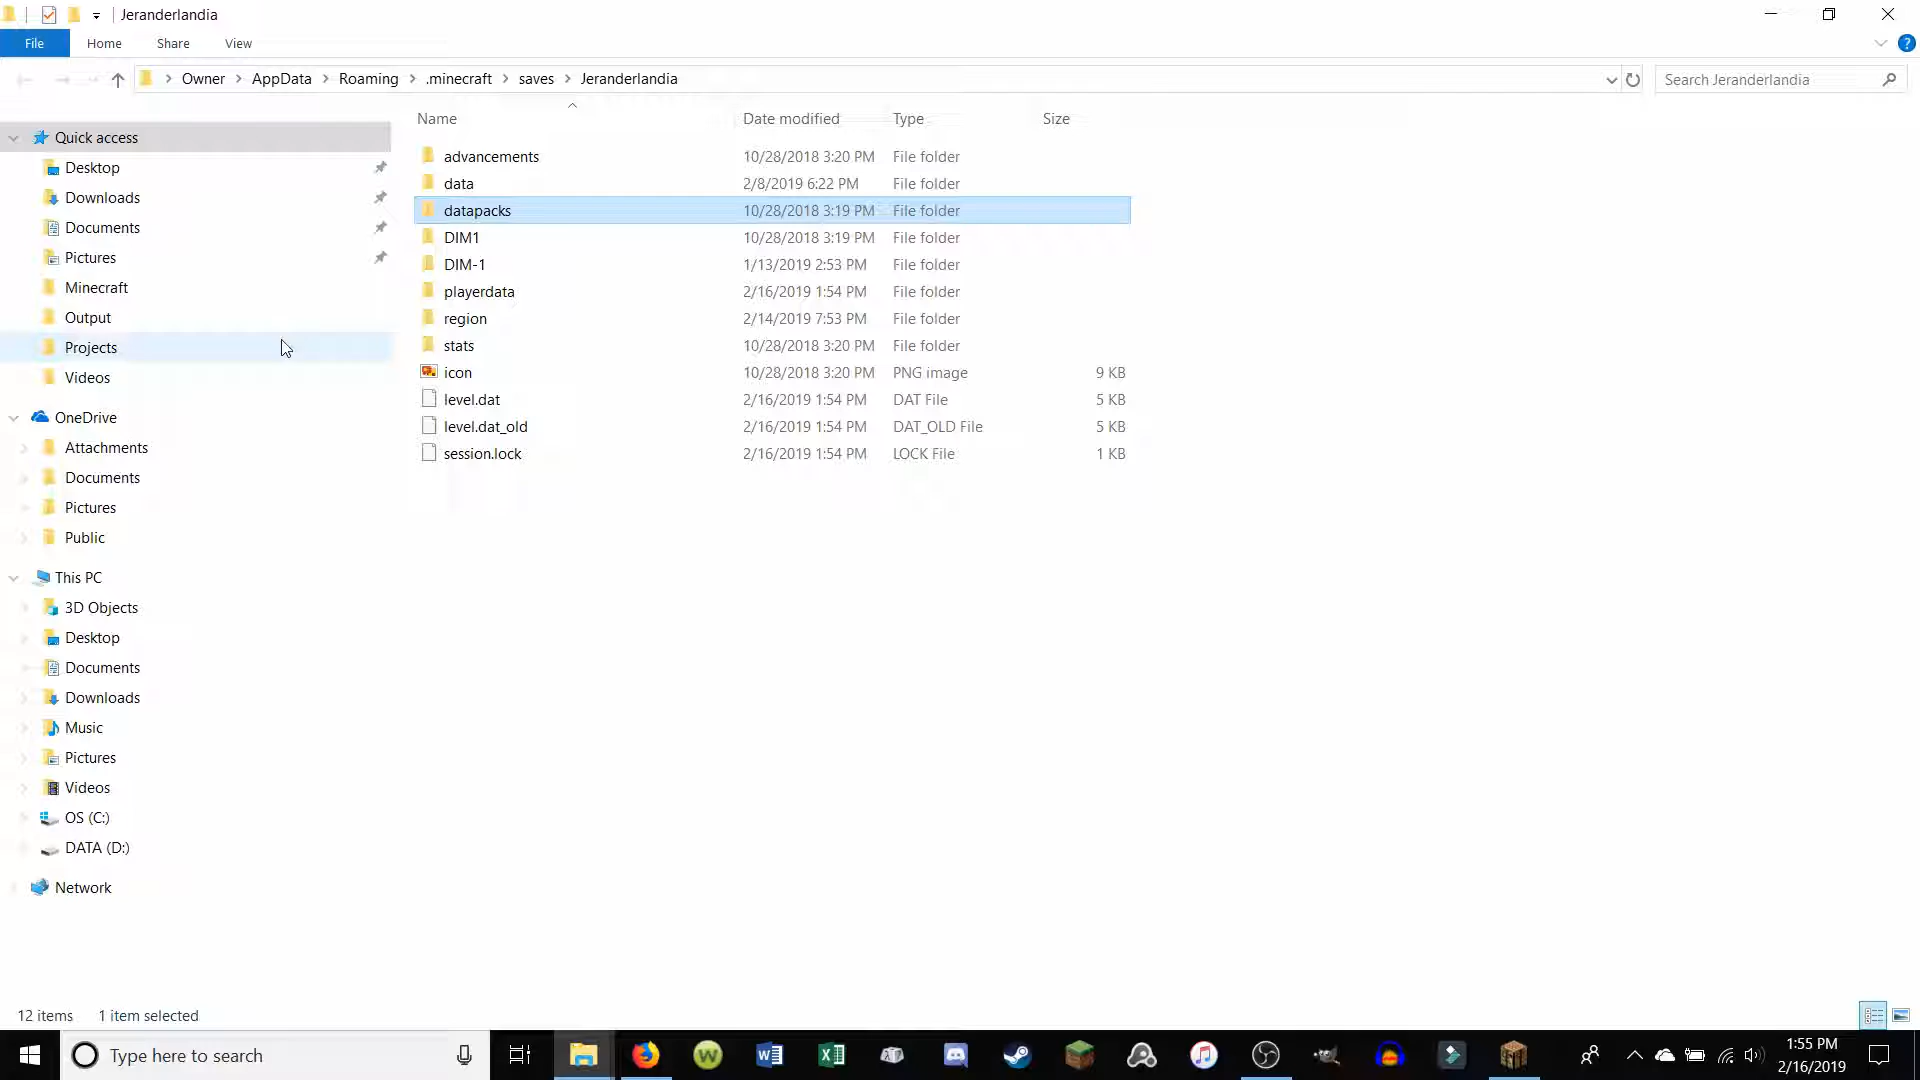 Jeranderlandia
File Home Share View
Owner AppData Roaming .minecraft saves Jeranderlandia
Search Jeranderlandia
Name Date modified Type Size
Quick access
Desktop
Downloads
Documents
Pictures
Minecraft
Output
Projects
Videos
OneDrive
Attachments
Documents
Pictures
Public
This PC
3D Objects
Desktop
Documents
Downloads
Music
Pictures
Videos
OS (C:)
DATA (D:)
Network
advancements 10/28/2018 3:20 PM File folder
data 2/8/2019 6:22 PM File folder
datapacks 10/28/2018 3:19 PM File folder
DIM1 10/28/2018 3:19 PM File folder
DIM-1 1/13/2019 2:53 PM File folder
playerdata 2/16/2019 1:54 PM File folder
region 2/14/2019 7:53 PM File folder
stats 10/28/2018 3:20 PM File folder
icon 10/28/2018 3:20 PM PNG image 9 KB
level.dat 2/16/2019 1:54 PM DAT File 5 KB
level.dat_old 2/16/2019 1:54 PM DAT_OLD File 5 KB
session.lock 2/16/2019 1:54 PM LOCK File 1 KB
12 items 1 item selected
Type here to search
1:55 PM
2/16/2019